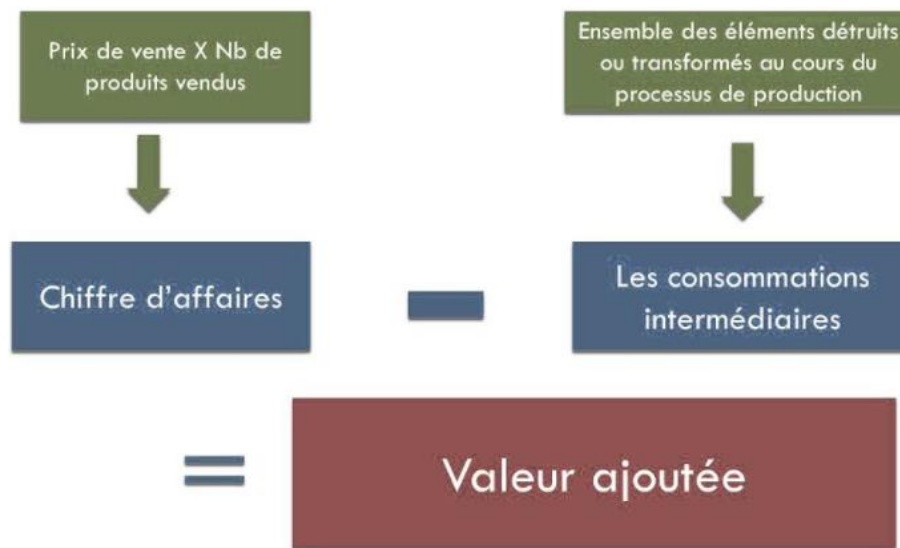 Prix de vente X Nb de
produits vendus
Ensemble des éléments détruits
ou transformés au cours du
processus de production
Chiffre d'affaires
Les consommations
intermédiaires
= Valeur ajoutée